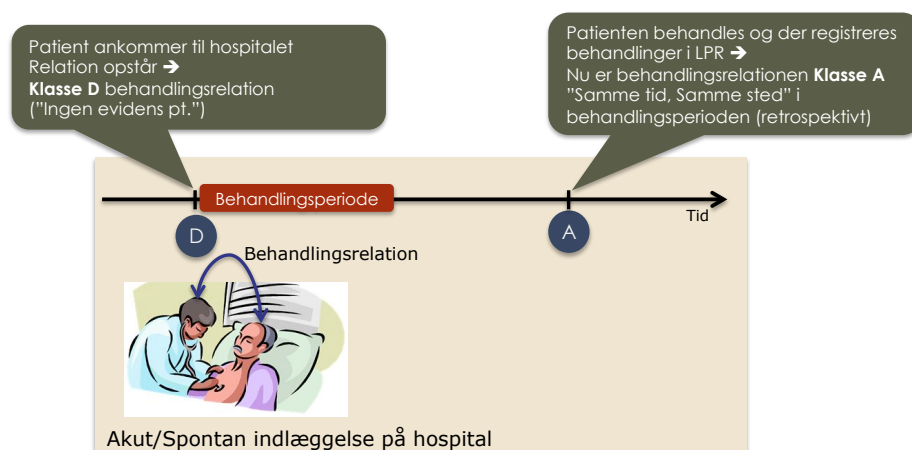 Patient ankommer til hospitalet
Relation opstår ➔
Klasse D behandlingsrelation
(”Ingen evidens pt.”)
Patienten behandles og der registreres
behandlinger i LPR ➔
Nu er behandlingsrelationen Klasse A
”Samme tid, Samme sted” i
behandlingsperioden (retrospektivt)
Behandlingsperiode
Tid
D
A
Behandlingsrelation
Akut/Spontan indlæggelse på hospital